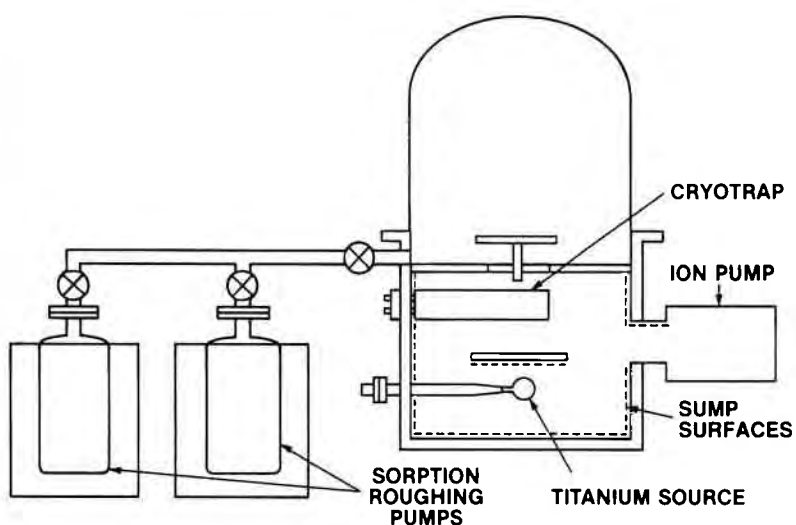 CRYOTRAP
ION PUMP
SUMP
SURFACES
SORPTION
ROUGHING
PUMPS
TITANIUM SOURCE